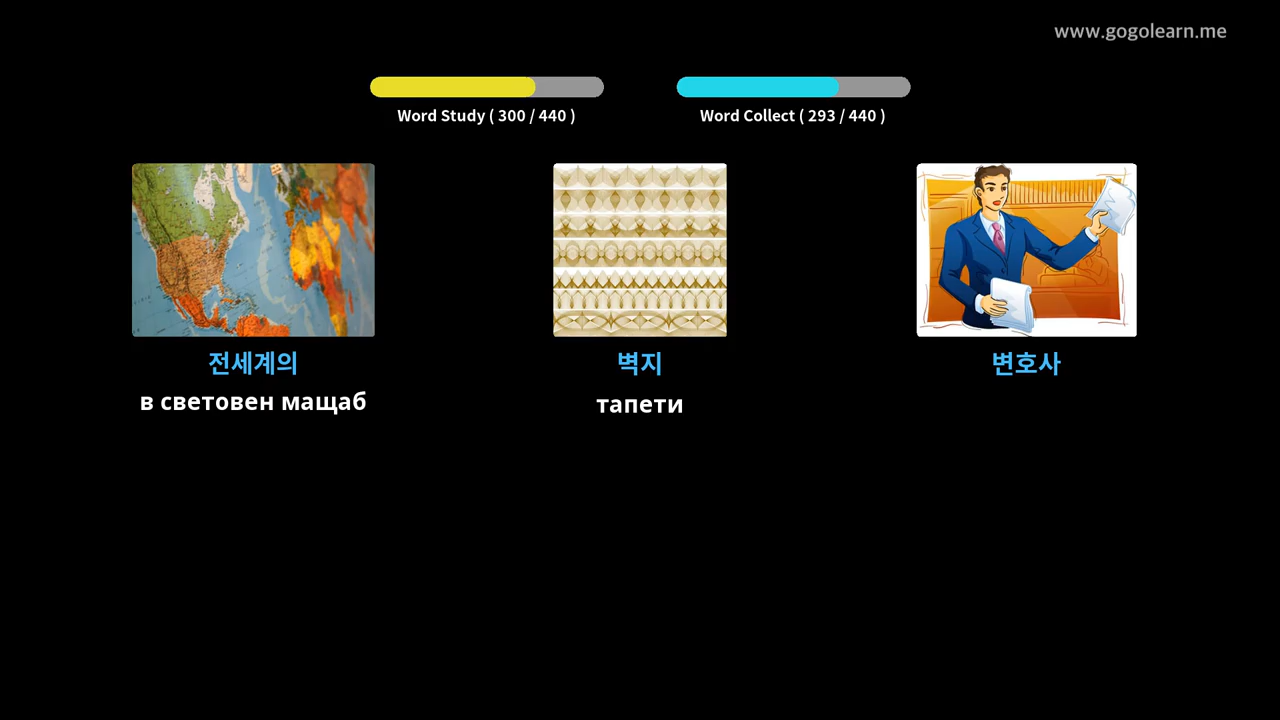 www.gogolearn.me
Word Study ( 300 / 440 )
Word Collect ( 293 / 440 )
전세계의
벽지
변호사
в световен мащаб
тапети